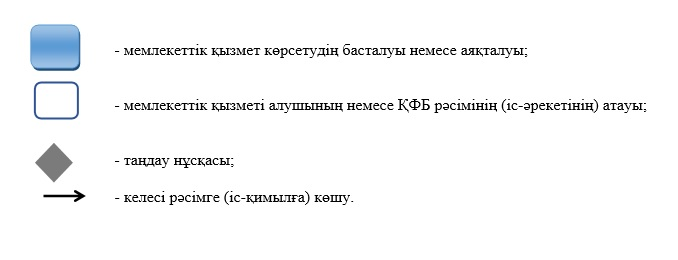 - мемлекеттік қызмет көрсетудің басталуы немесе аяқталуы;
- мемлекеттік қызметі алушының немесе ҚФБ рәсімінің (іс-әрекетінің) атауы;
- таңдау нұсқасы;
- келесі рәсімге (іс-қимылға) көшу.